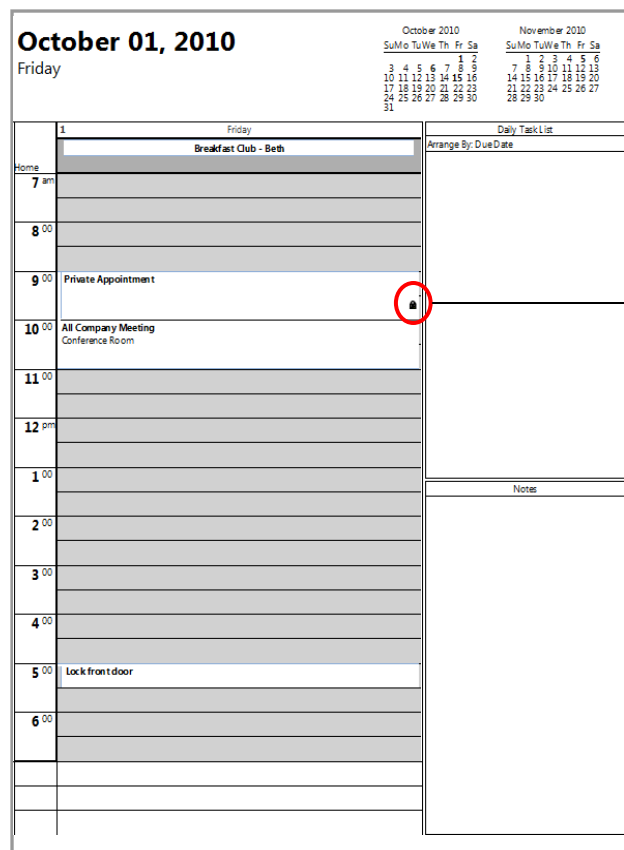 October 01, 2010
Friday
October 2010
SuMo TuWe Th Fr Sa
1 2
3 4 5 6 7 8 9
10 11 12 13 14 15 16
17 18 19 20 21 22 23
24 25 26 27 28 29 30
31
November 2010
SuMo TuWe Th Fr Sa
1 2 3 4 5 6
7 8 9 10 11 12 13
14 15 16 17 18 19 20
21 22 23 24 25 26 27
28 29 30
1 Friday
Breakfast Club - Beth
Home
7 am
8 00
9 00 Private Appointment
10 00 All Company Meeting
Conference Room
11 00
12 pm
1 00
2 00
3 00
4 00
5 00 Lock front door
6 00
Daily Task List
Arrange By: Due Date
Notes